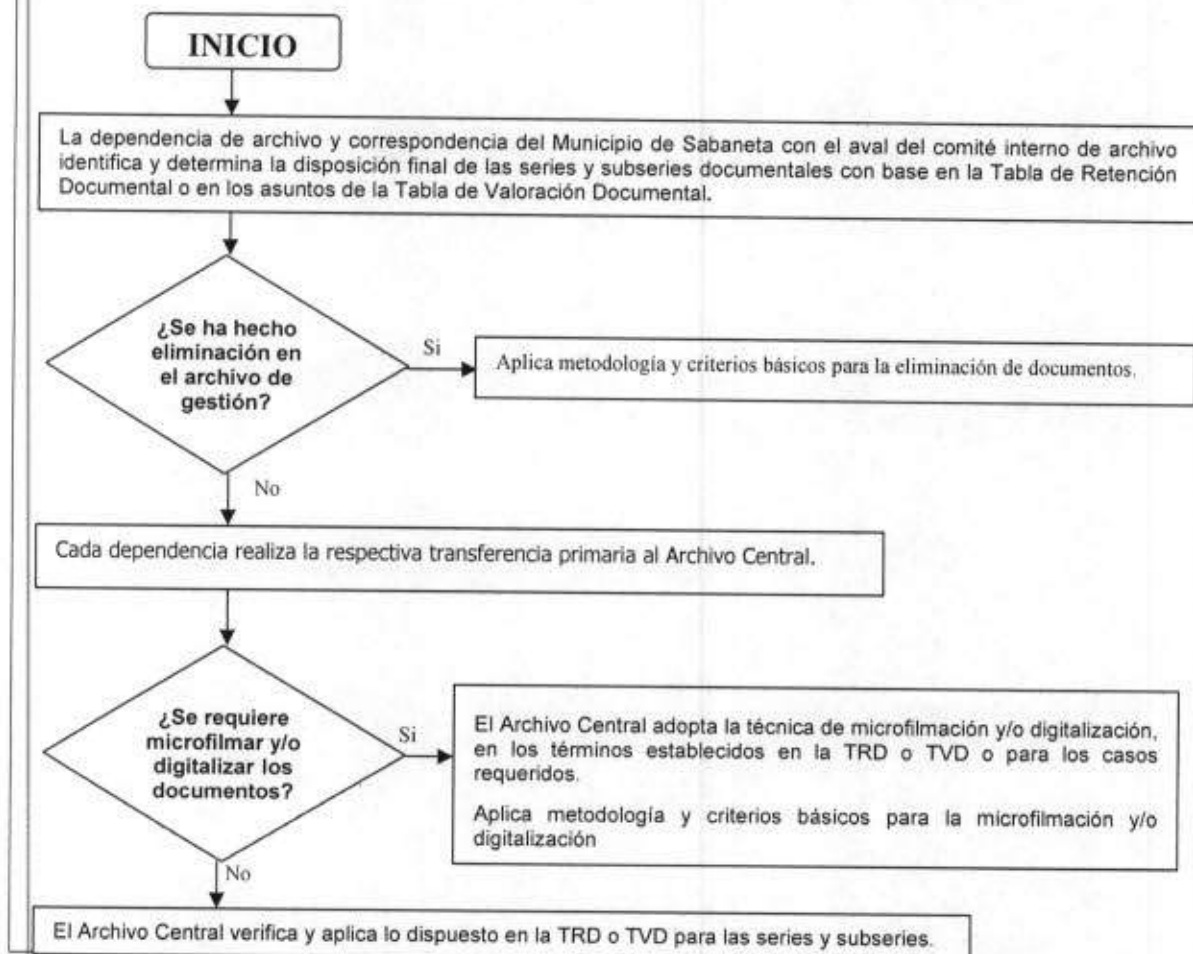 INICIO
La dependencia de archivo y correspondencia del Municipio de Sabaneta con el aval del comité interno de archivo
identifica y determina la disposición final de las series y subseries documentales con base en la Tabla de Retención
Documental o en los asuntos de la Tabla de Valoración Documental.
¿Se ha hecho
eliminación en
el archivo de
gestión?
Si
Aplica metodología y criterios básicos para la eliminación de documentos.
No
Cada dependencia realiza la respectiva transferencia primaria al Archivo Central.
¿Se requiere
microfilmar y/o
digitalizar los
documentos?
Si
El Archivo Central adopta la técnica de microfilmación y/o digitalización,
en los términos establecidos en la TRD o TVD o para los casos
requeridos.
Aplica metodología y criterios básicos para la microfilmación y/o
digitalización
No
El Archivo Central verifica y aplica lo dispuesto en la TRD o TVD para las series y subseries.